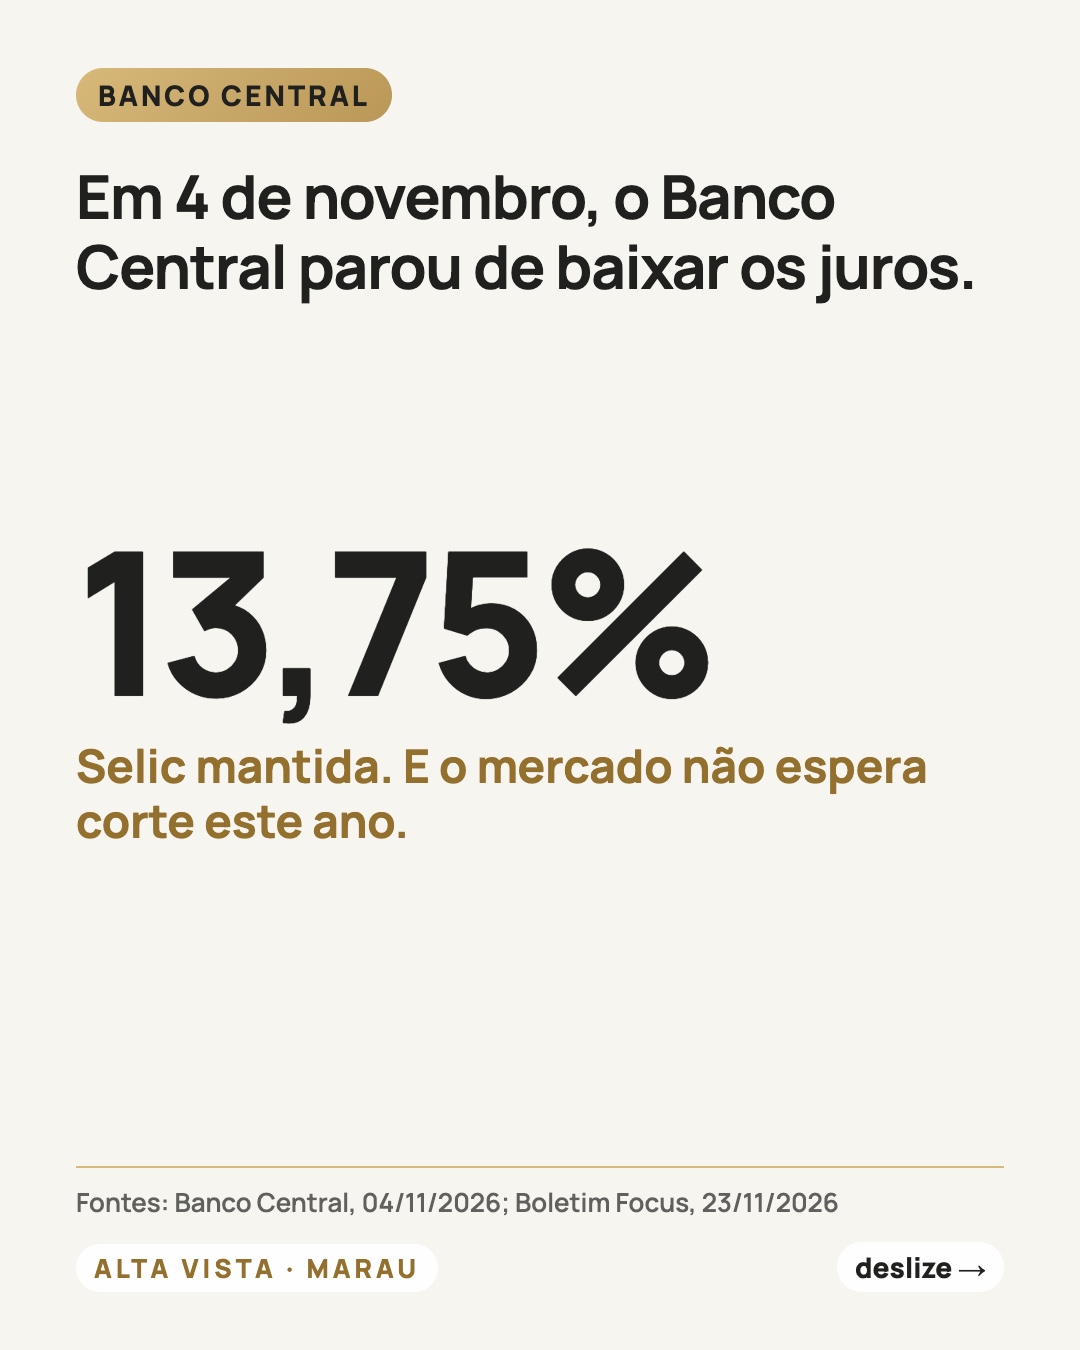 BANCO CENTRAL
Em 4 de novembro, o Banco
Central parou de baixar os juros.
13,75%
Selic mantida. E o mercado não espera
corte este ano.
Fontes: Banco Central, 04/11/2026; Boletim Focus, 23/11/2026
ALTA VISTA · MARAU
deslize →